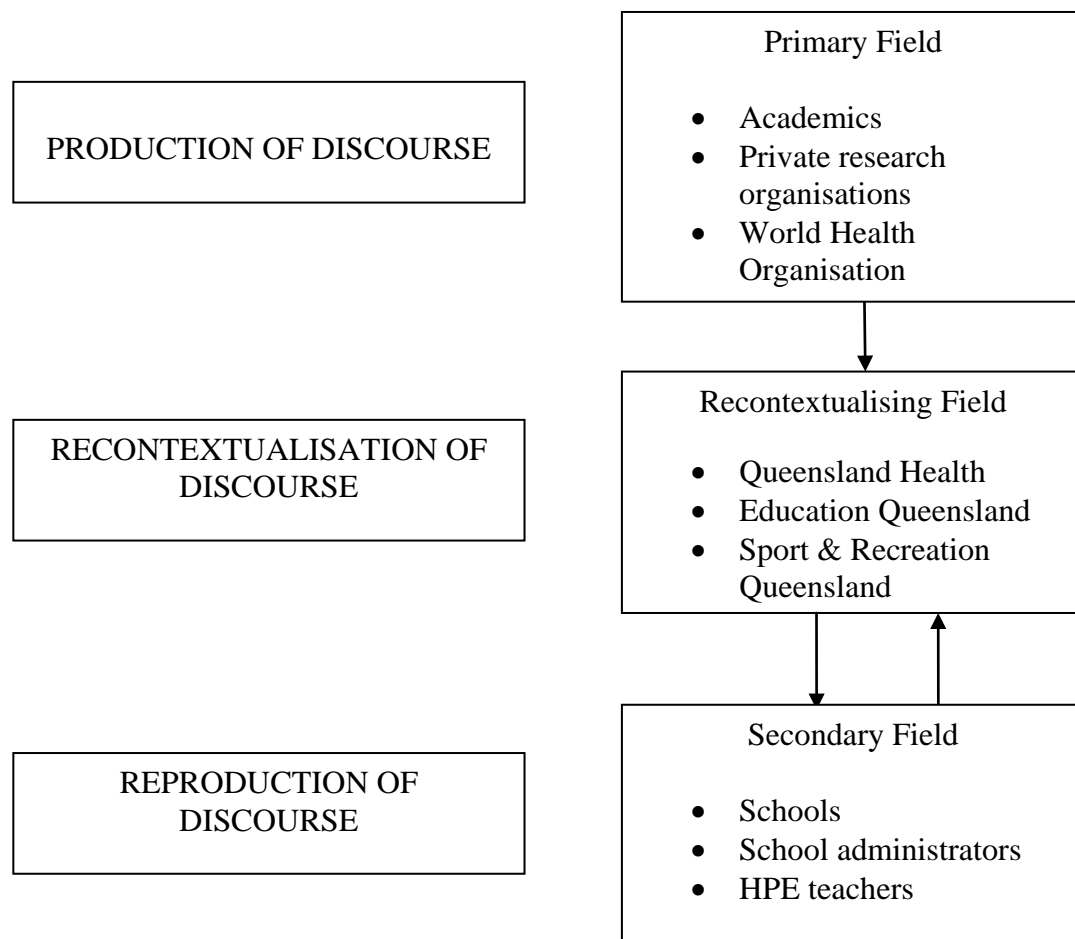 PRODUCTION OF DISCOURSE
Primary Field
• Academics
• Private research
organisations
• World Health
Organisation
RECONTEXTUALISATION OF
DISCOURSE
Recontextualising Field
• Queensland Health
• Education Queensland
• Sport & Recreation
Queensland
REPRODUCTION OF
DISCOURSE
Secondary Field
• Schools
• School administrators
• HPE teachers